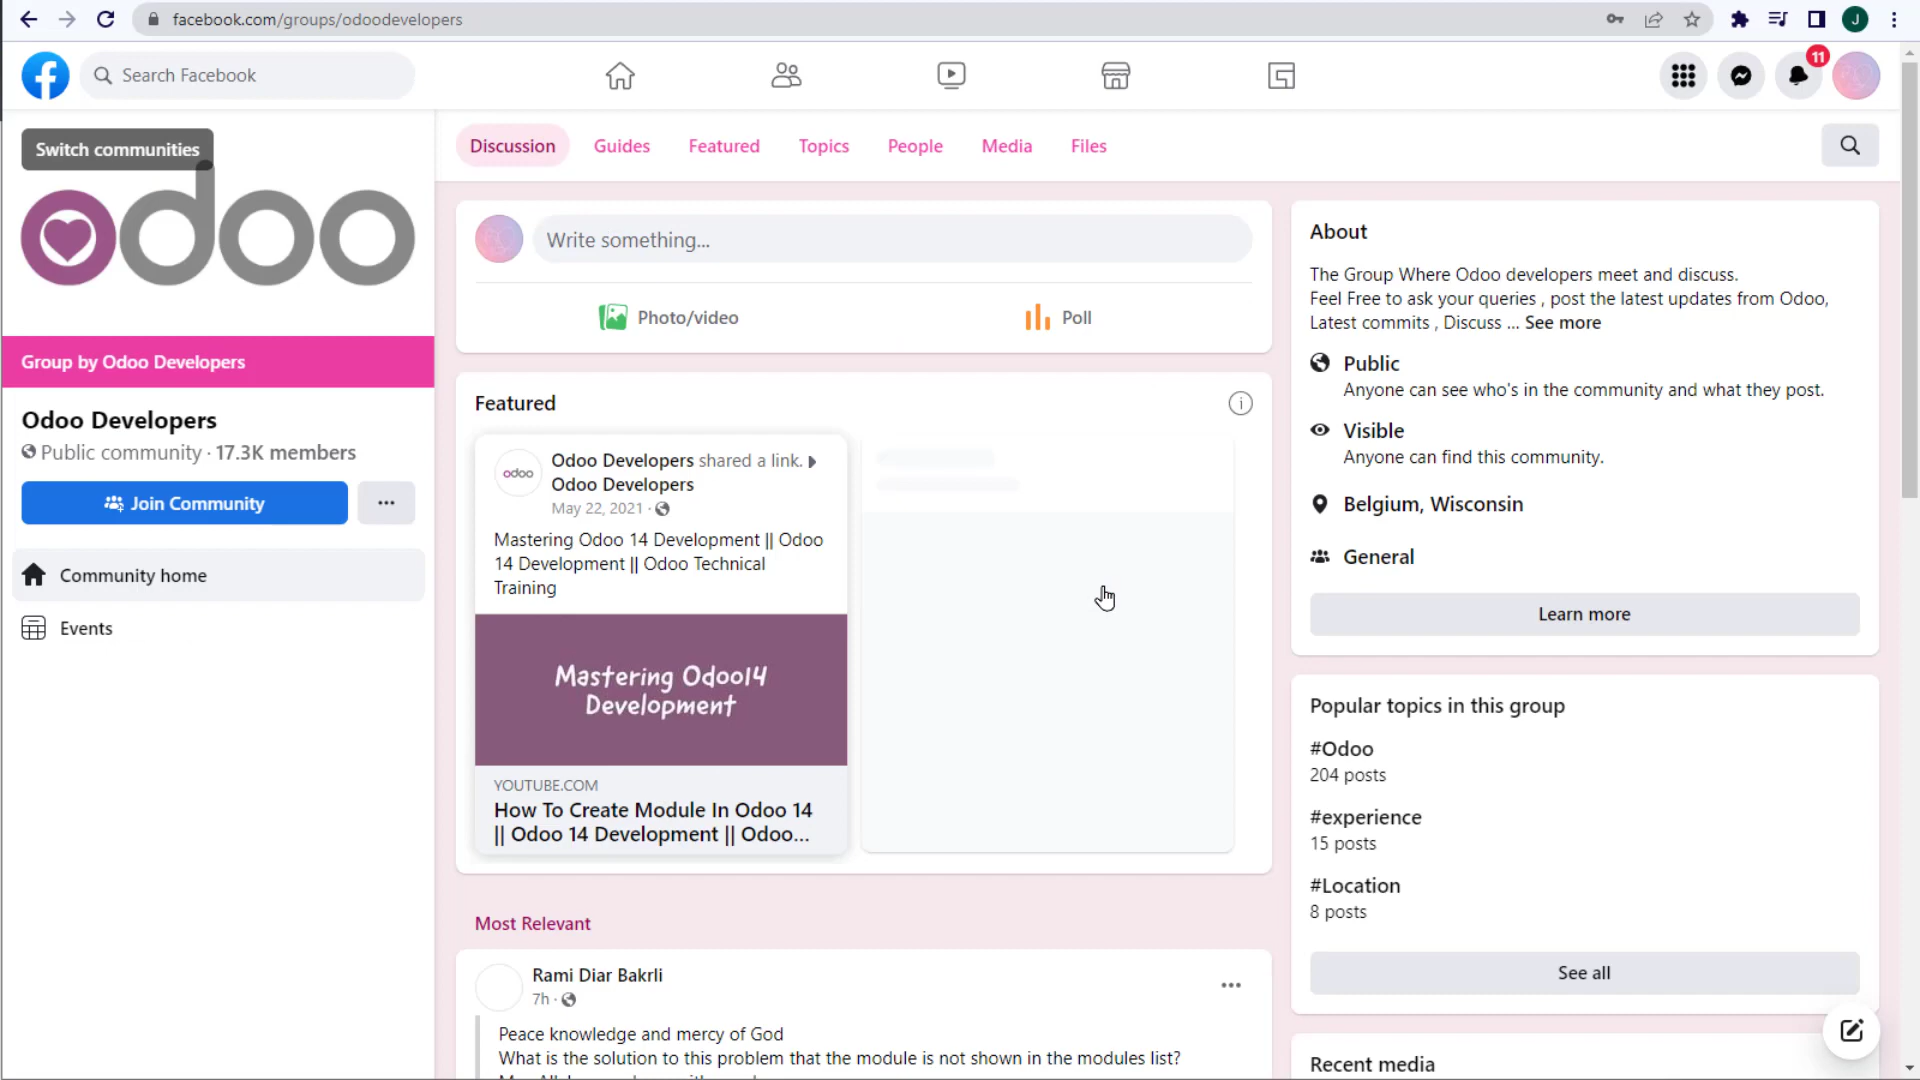 facebook.com/groups/odoodevelopers
J
Search Facebook
11
Switch communities
odoo
Group by Odoo Developers
Odoo Developers
Public community · 17.3K members
Join Community
Community home
Events
Discussion
Guides
Featured
Topics
People
Media
Files
Write something...
Photo/video
Poll
Featured
odoo
Odoo Developers shared a link.
Odoo Developers
May 22, 2021 ·
Mastering Odoo 14 Development || Odoo
14 Development || Odoo Technical
Training
Mastering Odoo14
Development
YOUTUBE.COM
How To Create Module In Odoo 14
|| Odoo 14 Development || Odoo...
Most Relevant
Rami Diar Bakrli
7h ·
Peace knowledge and mercy of God
What is the solution to this problem that the module is not shown in the modules list?
About
The Group Where Odoo developers meet and discuss.
Feel Free to ask your queries , post the latest updates from Odoo,
Latest commits , Discuss ... See more
Public
Anyone can see who's in the community and what they post.
Visible
Anyone can find this community.
Belgium, Wisconsin
General
Learn more
Popular topics in this group
#Odoo
204 posts
#experience
15 posts
#Location
8 posts
See all
Recent media